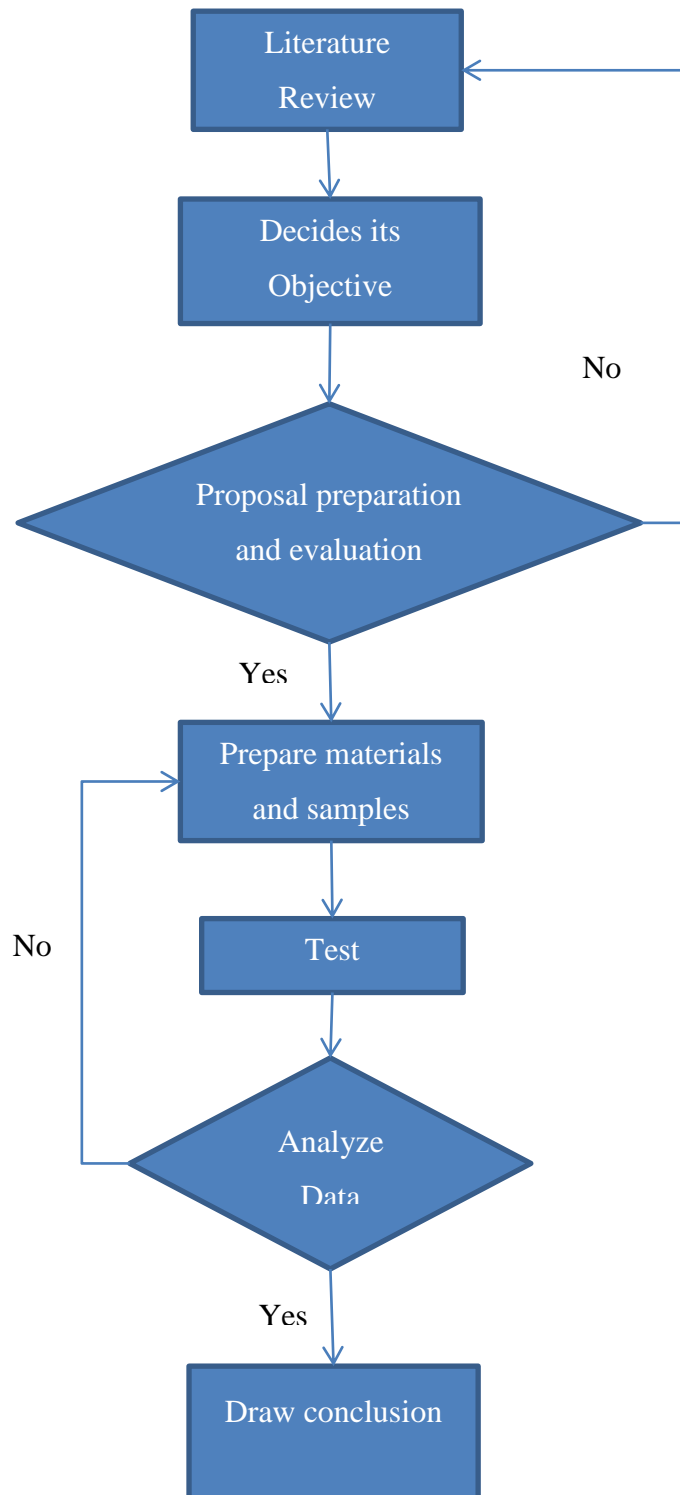 Literature
Review
Decides its
Objective
No
Proposal preparation
and evaluation
Yes
Prepare materials
and samples
No
Test
Analyze
Data
Yes
Draw conclusion